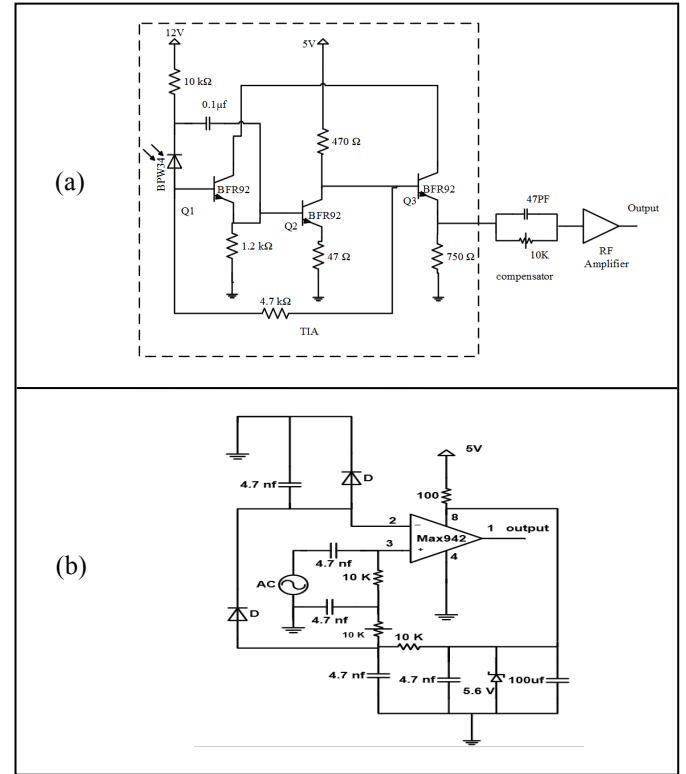 (a)
12V
5V
10 kΩ
0.1μf
470 Ω
BPW34
BFR92
BFR92
BFR92
Q1
Q2
Q3
47PF
Output
1.2 kΩ
47 Ω
750 Ω
10K
RF
Amplifier
compensator
4.7 kΩ
TIA
(b)
5V
4.7 nf
D
100
8
2
1 output
Max942
3
4
4.7 nf
10 K
AC
4.7 nf
D
10 K
10 K
4.7 nf
4.7 nf
5.6 V
100uf